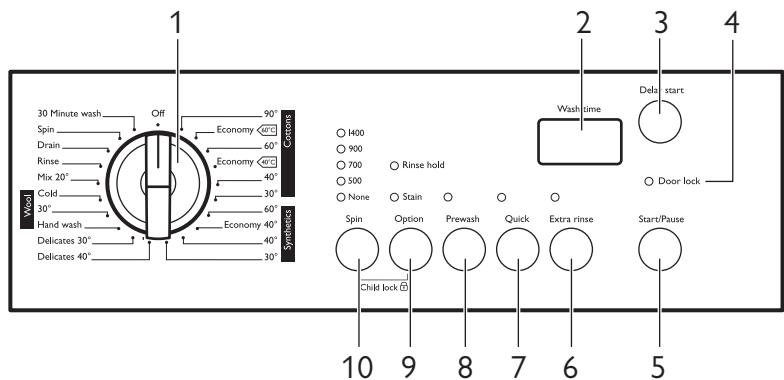 1
2
3
4
30 Minute wash
Spin
Drain
Rinse
Mix 20°
Cold
30°
Hand wash
Delicates 30°
Delicates 40°
Wool
Off
90°
Economy 60°C
60°
Economy 40°C
40°
30°
60°
Economy 40°
40°
30°
Cottons
Synthetics
1400
900
700
500
None
Rinse hold
Stain
Wash time
Delay start
Door lock
Spin
Option
Prewash
Quick
Extra rinse
Start/Pause
Child lock
10
9
8
7
6
5